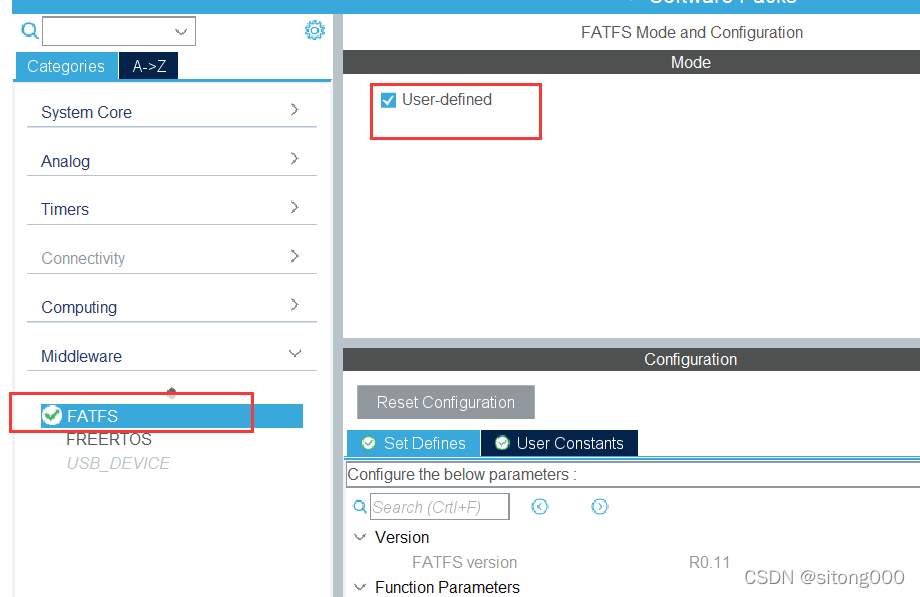 Software Packs
FATFS Mode and Configuration
Categories
A->Z
Mode
User-defined
System Core
Analog
Timers
Connectivity
Computing
Middleware
FATFS
FREERTOS
USB_DEVICE
Configuration
Reset Configuration
Set Defines
User Constants
Configure the below parameters :
Search (CrtI+F)
Version
FATFS version R0.11
Function Parameters
CSDN @sitong000